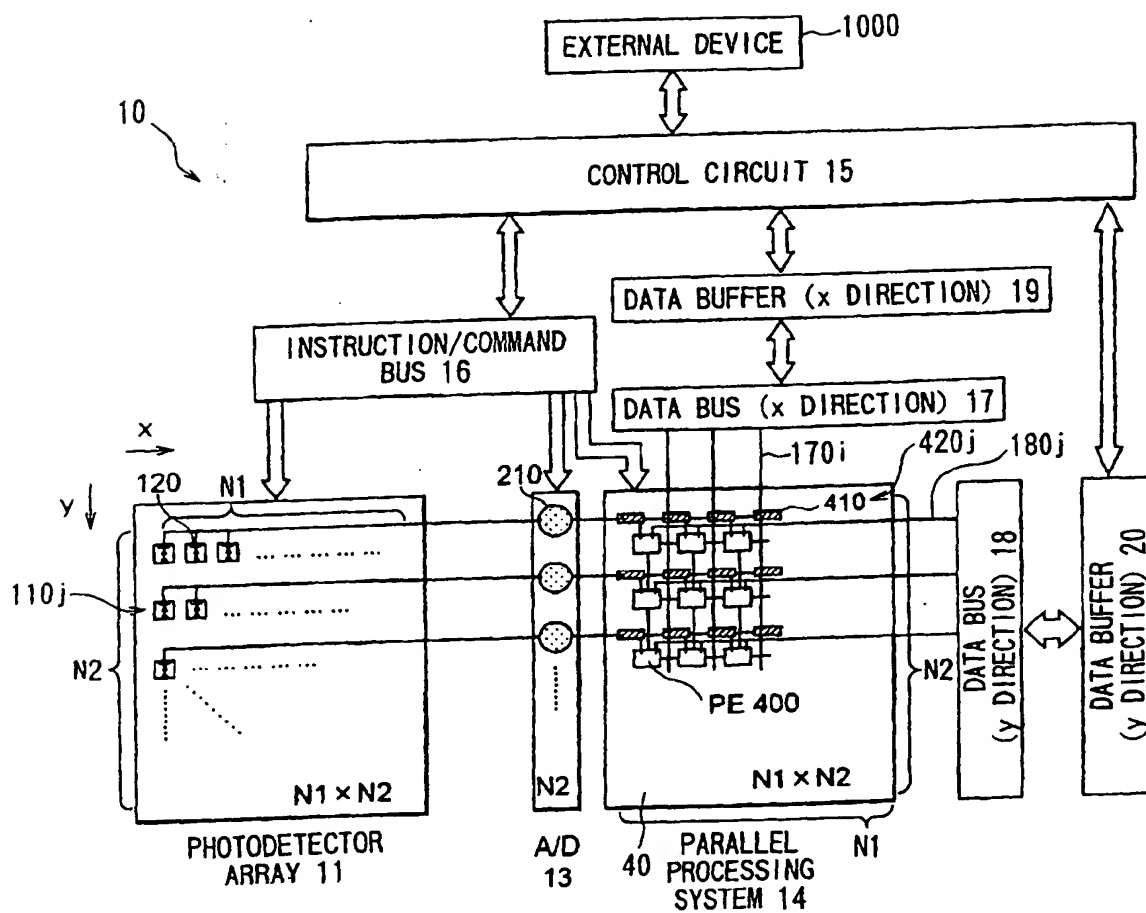 EXTERNAL DEVICE
1000
10
CONTROL CIRCUIT 15
DATA BUFFER (x DIRECTION) 19
INSTRUCTION/COMMAND
BUS 16
DATA BUS (x DIRECTION) 17
x
170i
420j
180j
y
120
N1
210
410
110j
N2
N2
PE 400
DATA BUS
(y DIRECTION) 18
DATA BUFFER
(y DIRECTION) 20
N1 × N2
N2
N1 × N2
PHOTODETECTOR
ARRAY 11
A/D
13
40
PARALLEL
PROCESSING
SYSTEM 14
N1